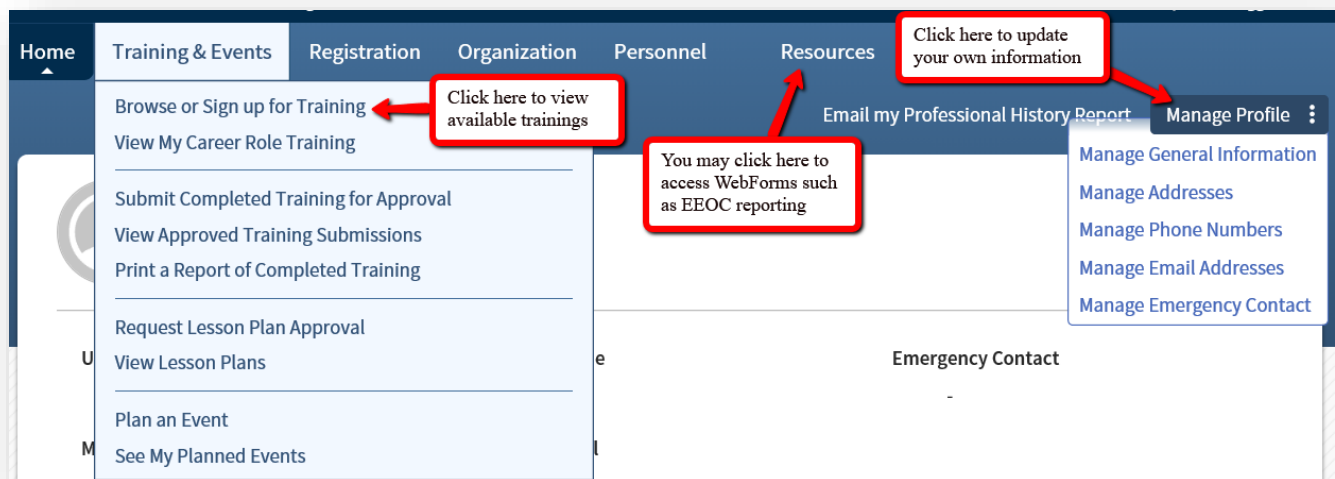 Home
Training & Events
Registration
Organization
Personnel
Resources
Click here to update
your own information
Browse or Sign up for Training
Click here to view
available trainings
Email my Professional History Report
Manage Profile
View My Career Role Training
You may click here to
access WebForms such
as EEOC reporting
Manage General Information
Manage Addresses
Manage Phone Numbers
Manage Email Addresses
Manage Emergency Contact
Submit Completed Training for Approval
View Approved Training Submissions
Print a Report of Completed Training
Request Lesson Plan Approval
View Lesson Plans
Emergency Contact
-
Plan an Event
See My Planned Events